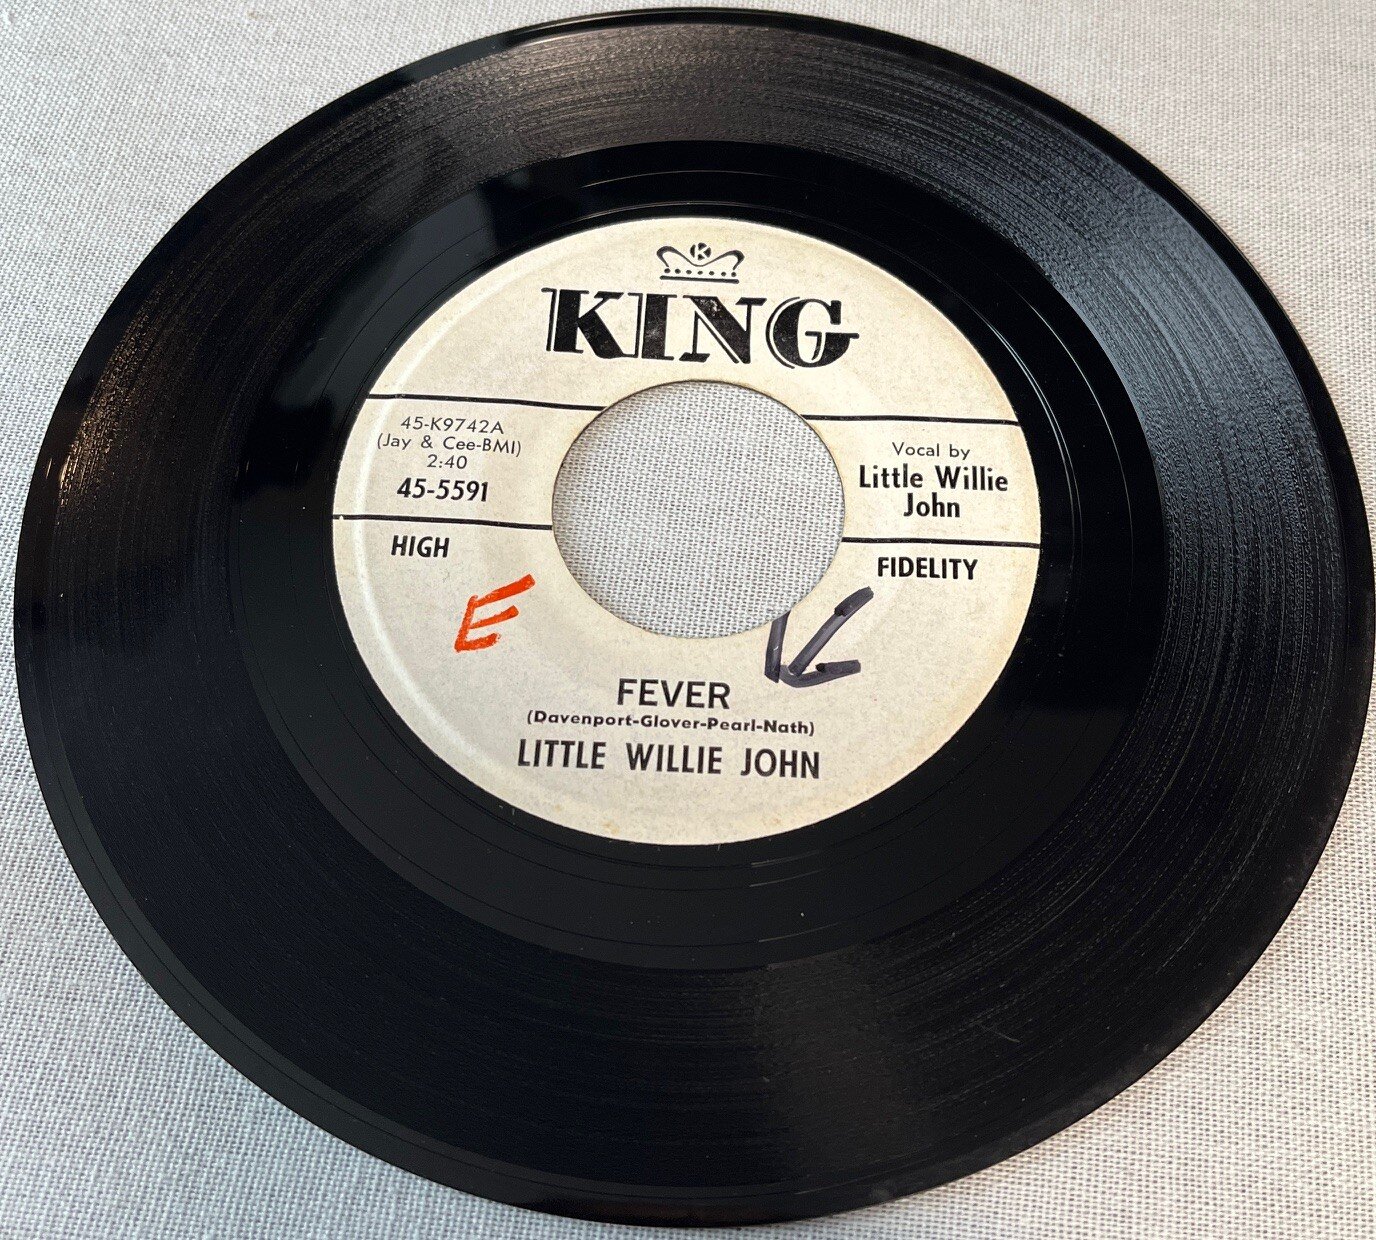 K
KING
45-K9742A
(Jay & Cee-BMI)
2:40
45-5591
Vocal by
Little Willie
John
HIGH
FIDELITY
E
FEVER
(Davenport-Glover-Pearl-Nath)
LITTLE WILLIE JOHN